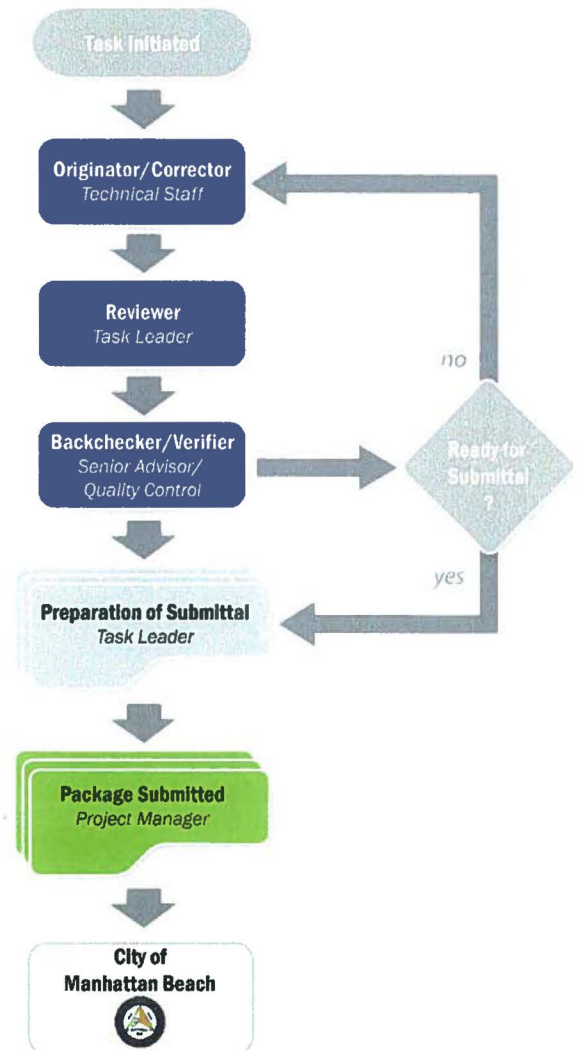 Task Initiated
Originator/Corrector
Technical Staff
Reviewer
Task Leader
no
Backchecker/Verifier
Senior Advisor/
Quality Control
Ready for
Submittal
?
yes
Preparation of Submittal
Task Leader
Package Submitted
Project Manager
City of
Manhattan Beach